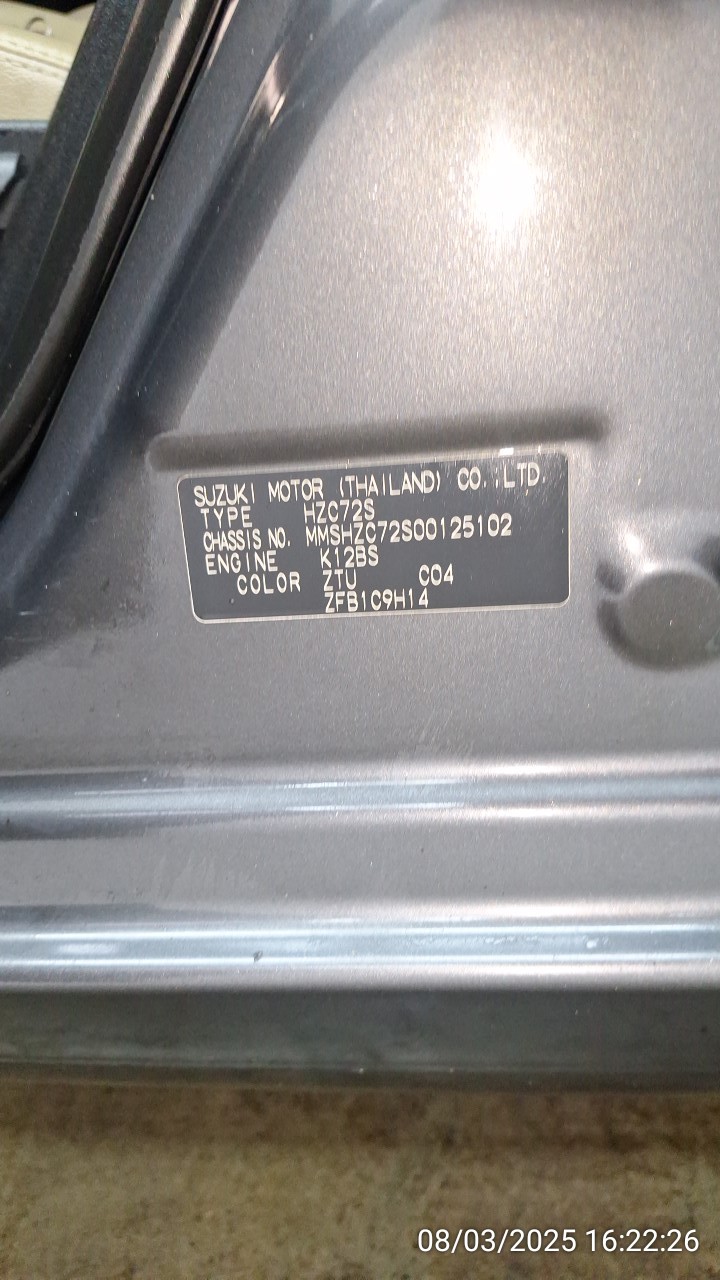 SUZUKI MOTOR (THAILAND) CO.,LTD.
TYPE HZC72S
CHASSIS NO. MMSHZC72S00125102
ENGINE K12BS
COLOR ZTU C04
ZFB1C9H14
08/03/2025 16:22:26